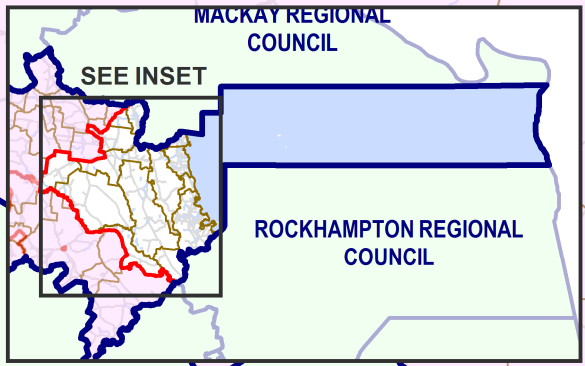 MACKAY REGIONAL
COUNCIL
SEE INSET
ROCKHAMPTON REGIONAL
COUNCIL